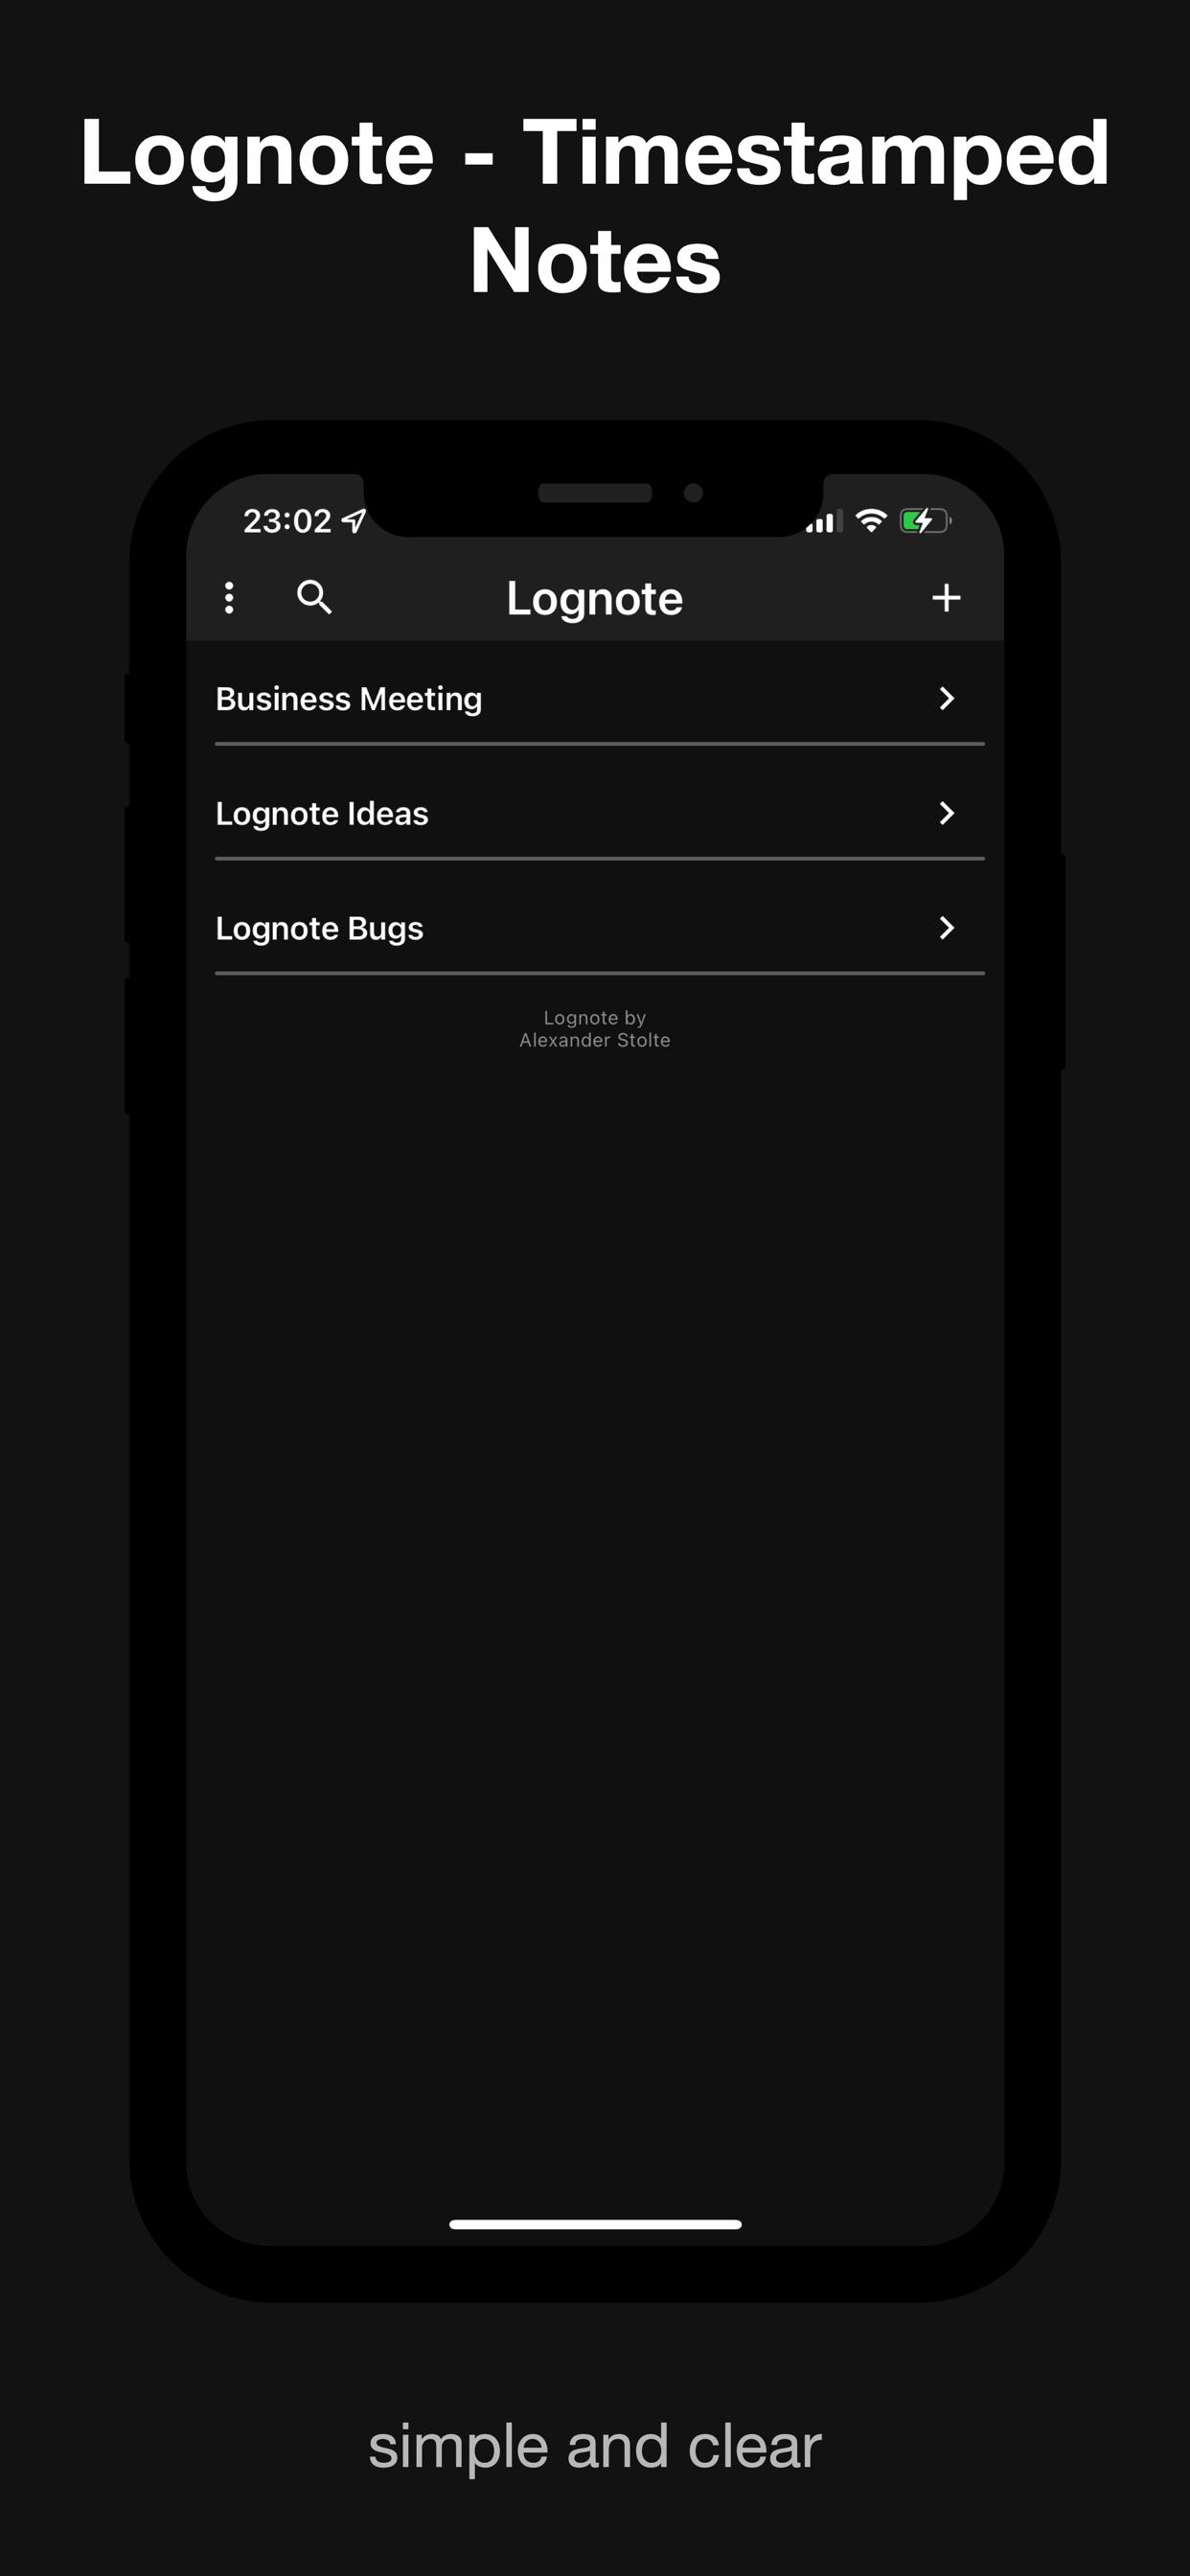 Lognote - Timestamped
Notes
23:02
Lognote
Business Meeting
Lognote Ideas
Lognote Bugs
Lognote by
Alexander Stolte
simple and clear